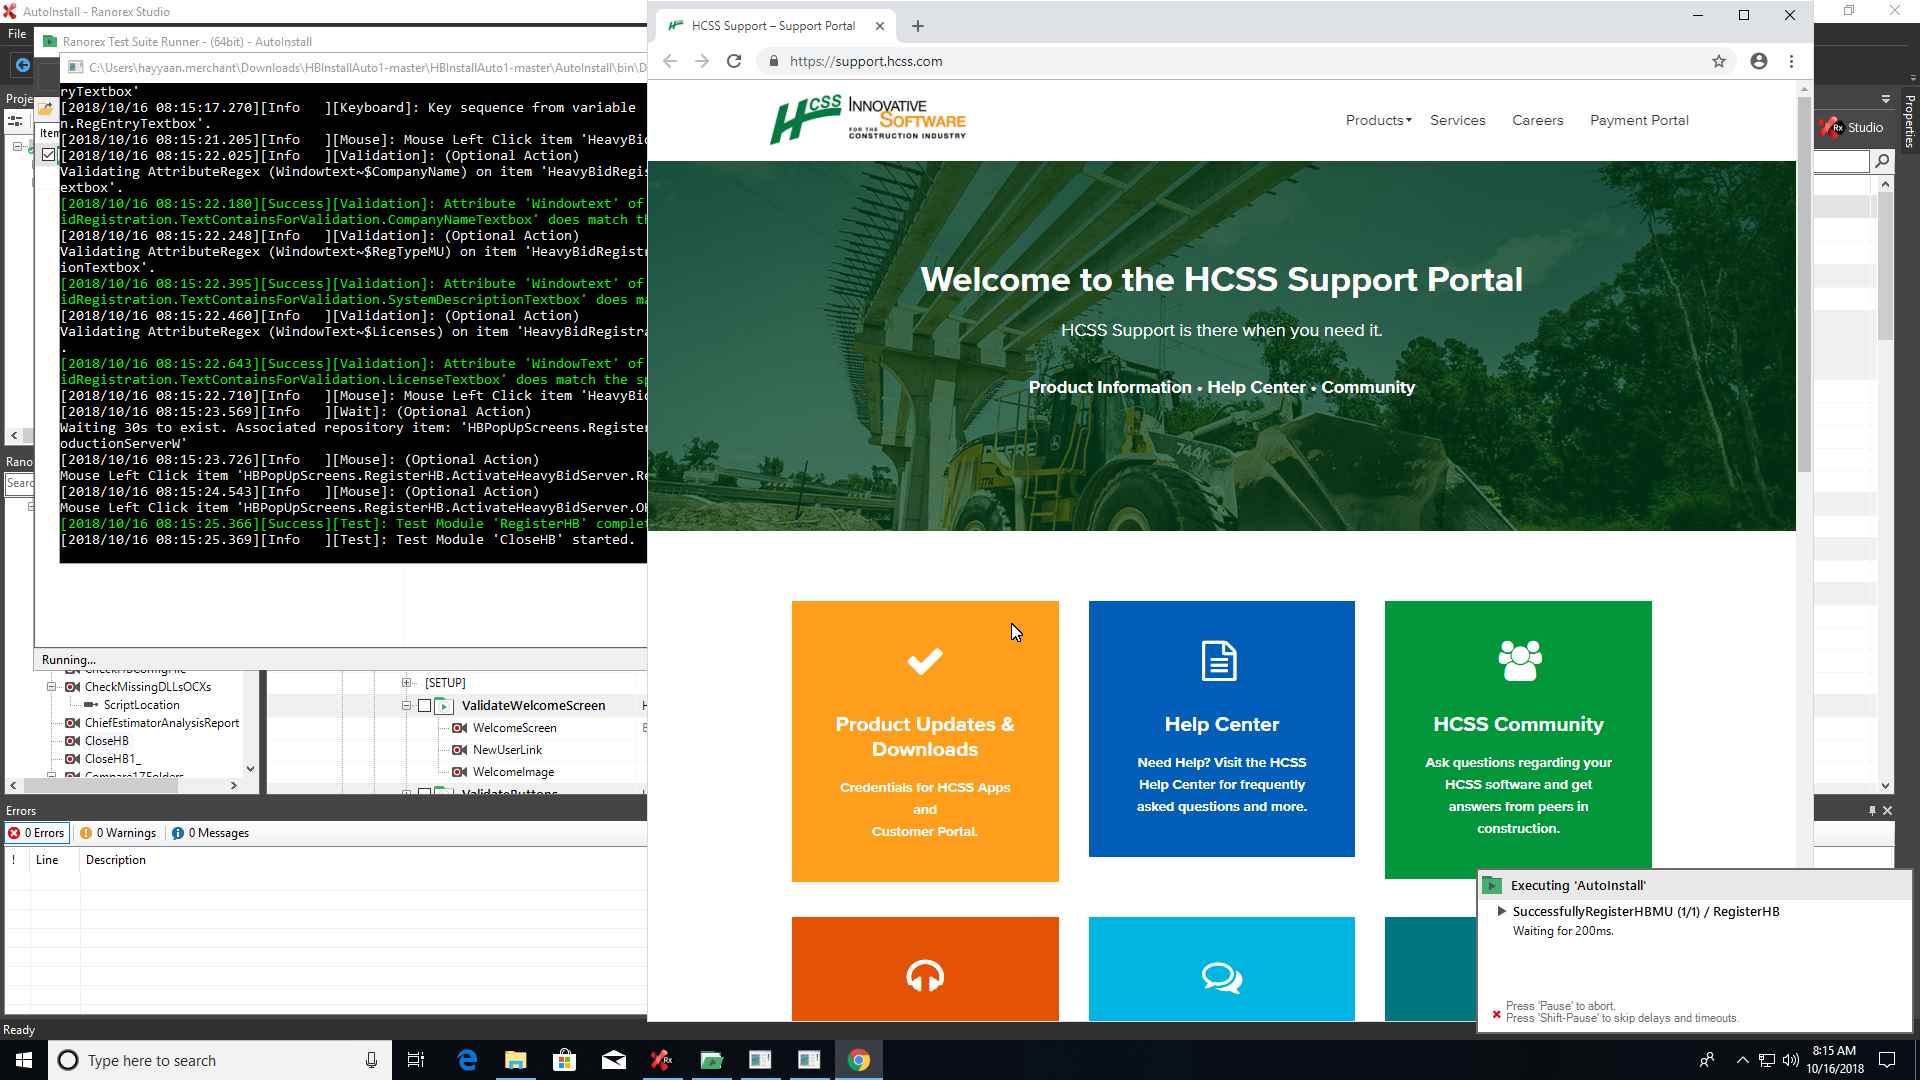 AutoInstall - Ranorex Studio
File
Ranorex Test Suite Runner - (64bit) - AutoInstall
C:\Users\hayyaan.merchant\Downloads\HBInstallAuto1-master\HBInstallAuto1-master\AutoInstall\bin\D
Proje
Item
ryTextbox'
[2018/10/16 08:15:17.270][Info   ][Keyboard]: Key sequence from variable
n.RegEntryTextbox'.
[2018/10/16 08:15:21.205][Info   ][Mouse]: Mouse Left Click item 'HeavyBid
[2018/10/16 08:15:22.025][Info   ][Validation]: (Optional Action)
Validating AttributeRegex (Windowtext~$CompanyName) on item 'HeavyBidRegis
extbox'.
[2018/10/16 08:15:22.180][Success][Validation]: Attribute 'Windowtext' of
idRegistration.TextContainsForValidation.CompanyNameTextbox' does match th
[2018/10/16 08:15:22.248][Info   ][Validation]: (Optional Action)
Validating AttributeRegex (Windowtext~$RegTypeMU) on item 'HeavyBidRegistr
ionTextbox'.
[2018/10/16 08:15:22.395][Success][Validation]: Attribute 'Windowtext' of
idRegistration.TextContainsForValidation.SystemDescriptionTextbox' does ma
[2018/10/16 08:15:22.460][Info   ][Validation]: (Optional Action)
Validating AttributeRegex (WindowText~$Licenses) on item 'HeavyBidRegistra
.
[2018/10/16 08:15:22.643][Success][Validation]: Attribute 'WindowText' of
idRegistration.TextContainsForValidation.LicenseTextbox' does match the sp
[2018/10/16 08:15:22.710][Info   ][Mouse]: Mouse Left Click item 'HeavyBid
[2018/10/16 08:15:23.569][Info   ][Wait]: (Optional Action)
Waiting 30s to exist. Associated repository item: 'HBPopUpScreens.Register
oductionServerW'
[2018/10/16 08:15:23.726][Info   ][Mouse]: (Optional Action)
Mouse Left Click item 'HBPopUpScreens.RegisterHB.ActivateHeavyBidServer.Re
[2018/10/16 08:15:24.543][Info   ][Mouse]: (Optional Action)
Mouse Left Click item 'HBPopUpScreens.RegisterHB.ActivateHeavyBidServer.OK
[2018/10/16 08:15:25.366][Success][Test]: Test Module 'RegisterHB' complet
[2018/10/16 08:15:25.369][Info   ][Test]: Test Module 'CloseHB' started.
Rano
Searc
Running...
CheckMissingDLLsOCXs
ScriptLocation
ChiefEstimatorAnalysisReport
CloseHB
CloseHB1_
Compare17Folders
[SETUP]
ValidateWelcomeScreen
WelcomeScreen
NewUserLink
WelcomeImage
ValidateButtons
Errors
0 Errors
0 Warnings
0 Messages
! Line Description
Ready
HCSS Support – Support Portal
https://support.hcss.com
HCSS INNOVATIVE
SOFTWARE
FOR THE
CONSTRUCTION INDUSTRY
Products Services Careers Payment Portal
Welcome to the HCSS Support Portal
HCSS Support is there when you need it.
Product Information • Help Center • Community
DEERE
744K
Product Updates &
Downloads
Credentials for HCSS Apps
and
Customer Portal.
Help Center
Need Help? Visit the HCSS
Help Center for frequently
asked questions and more.
HCSS Community
Ask questions regarding your
HCSS software and get
answers from peers in
construction.
Properties
Rx Studio
Executing 'AutoInstall'
SuccessfullyRegisterHBMU (1/1) / RegisterHB
Waiting for 200ms.
Press 'Pause' to abort.
Press 'Shift-Pause' to skip delays and timeouts.
Type here to search
Rx
8:15 AM
10/16/2018